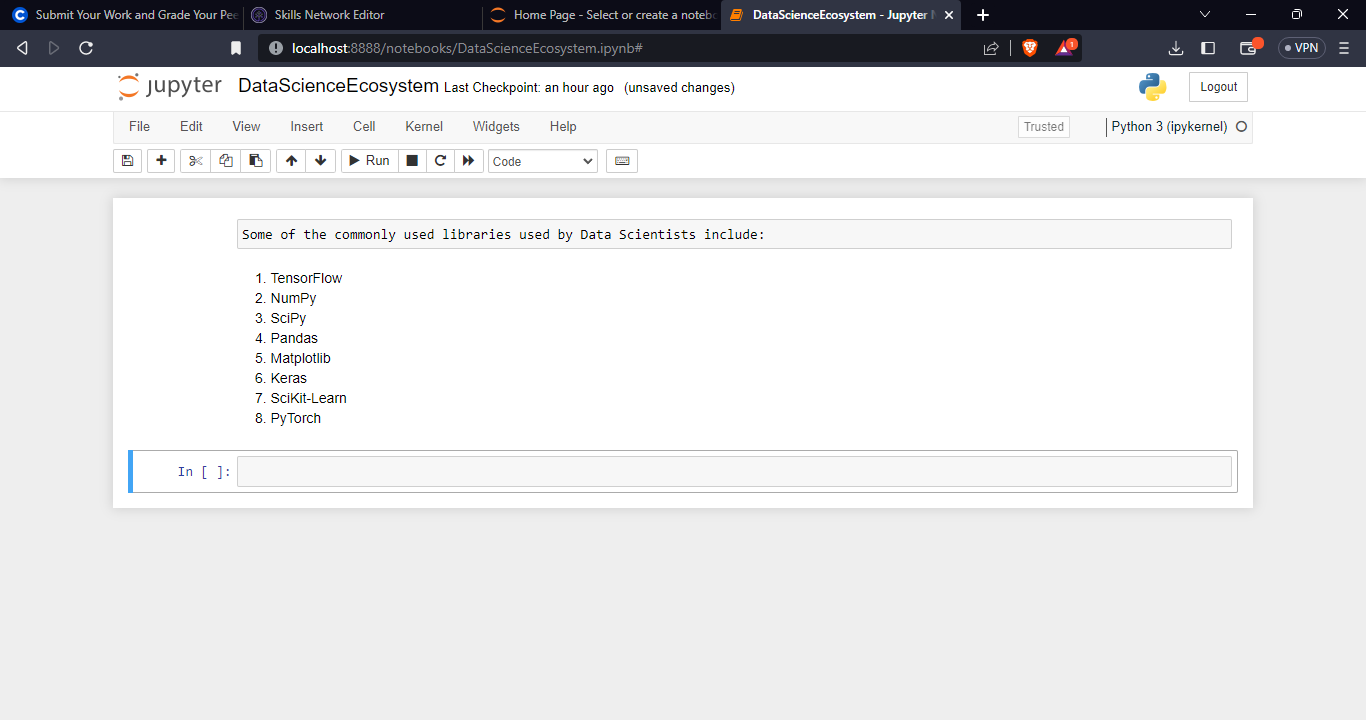 Submit Your Work and Grade Your Pee
Skills Network Editor
Home Page - Select or create a noteb
DataScienceEcosystem - Jupyter
localhost:8888/notebooks/DataScienceEcosystem.ipynb#
1
VPN
jupyter DataScienceEcosystem Last Checkpoint: an hour ago (unsaved changes)
Logout
File Edit View Insert Cell Kernel Widgets Help
Trusted
Python 3 (ipykernel)
Run
Code
Some of the commonly used libraries used by Data Scientists include:
1. TensorFlow
2. NumPy
3. SciPy
4. Pandas
5. Matplotlib
6. Keras
7. SciKit-Learn
8. PyTorch
In [ ]: